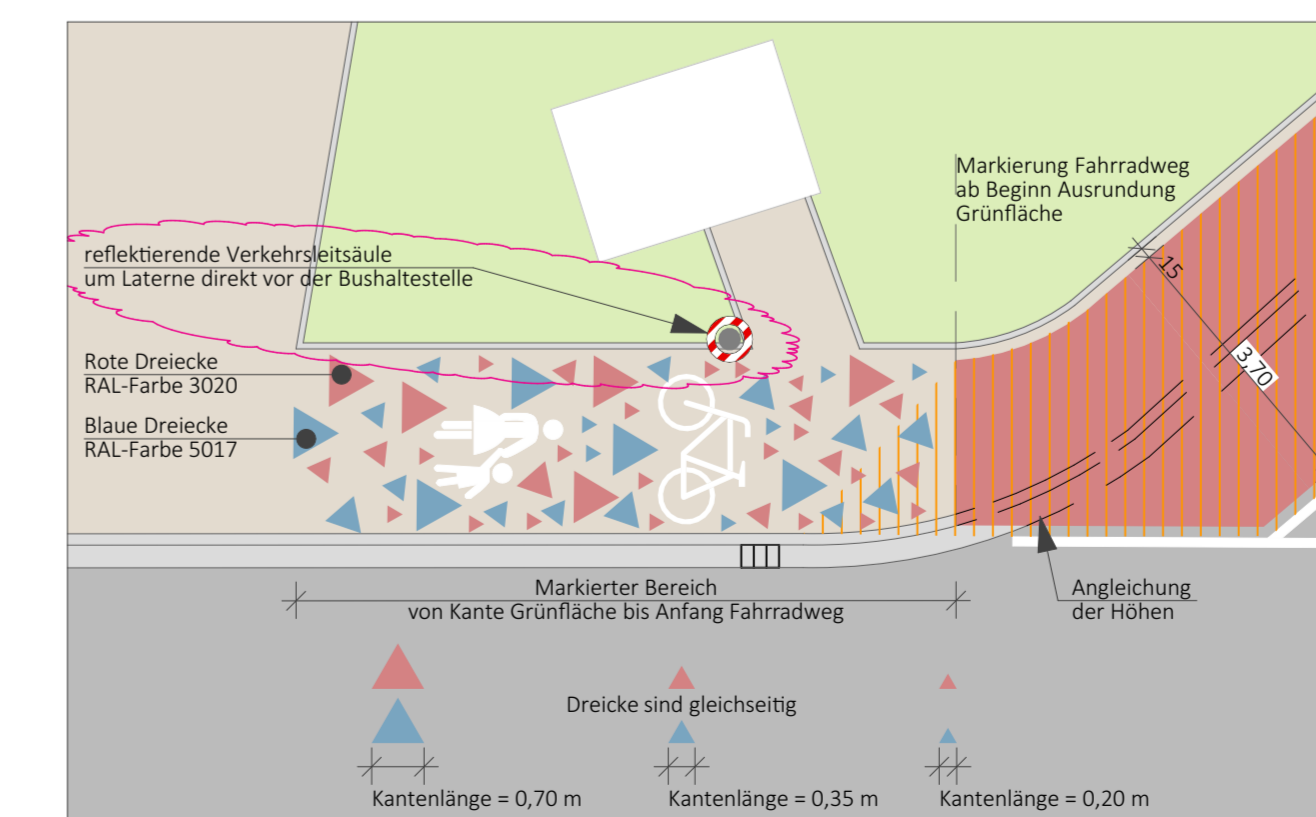 Markierung Fahrradweg
ab Beginn Ausrundung
Grünfläche
reflektierende Verkehrsleitsäule
um Laterne direkt vor der Bushaltestelle
15
3,70
Rote Dreiecke
RAL-Farbe 3020
Blaue Dreiecke
RAL-Farbe 5017
Markierter Bereich
von Kante Grünfläche bis Anfang Fahrradweg
Angleichung
der Höhen
Dreicke sind gleichseitig
Kantenlänge = 0,70 m
Kantenlänge = 0,35 m
Kantenlänge = 0,20 m